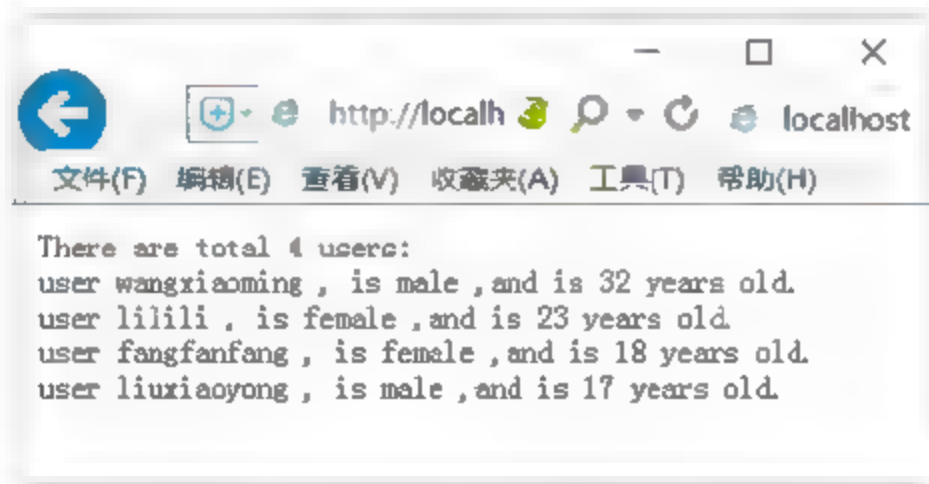 http://localh localhost
文件(F) 编辑(E) 查看(V) 收藏夹(A) 工具(T) 帮助(H)
There are total 4 users:
user wangxiaoming , is male ,and is 32 years old.
user lilili , is female ,and is 23 years old.
user fangfanfang , is female ,and is 18 years old.
user liuxiaoyong , is male ,and is 17 years old.